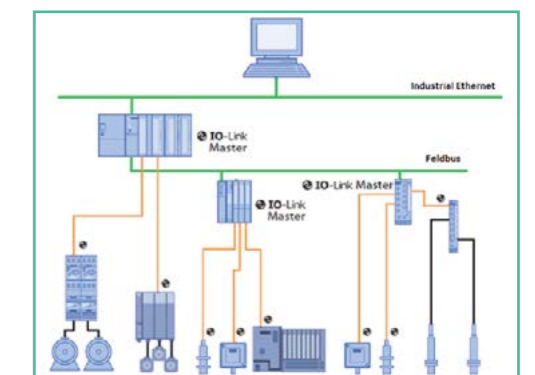 Industrial Ethernet
IO-Link
Master
Feldbus
IO-Link Master
IO-Link
Master